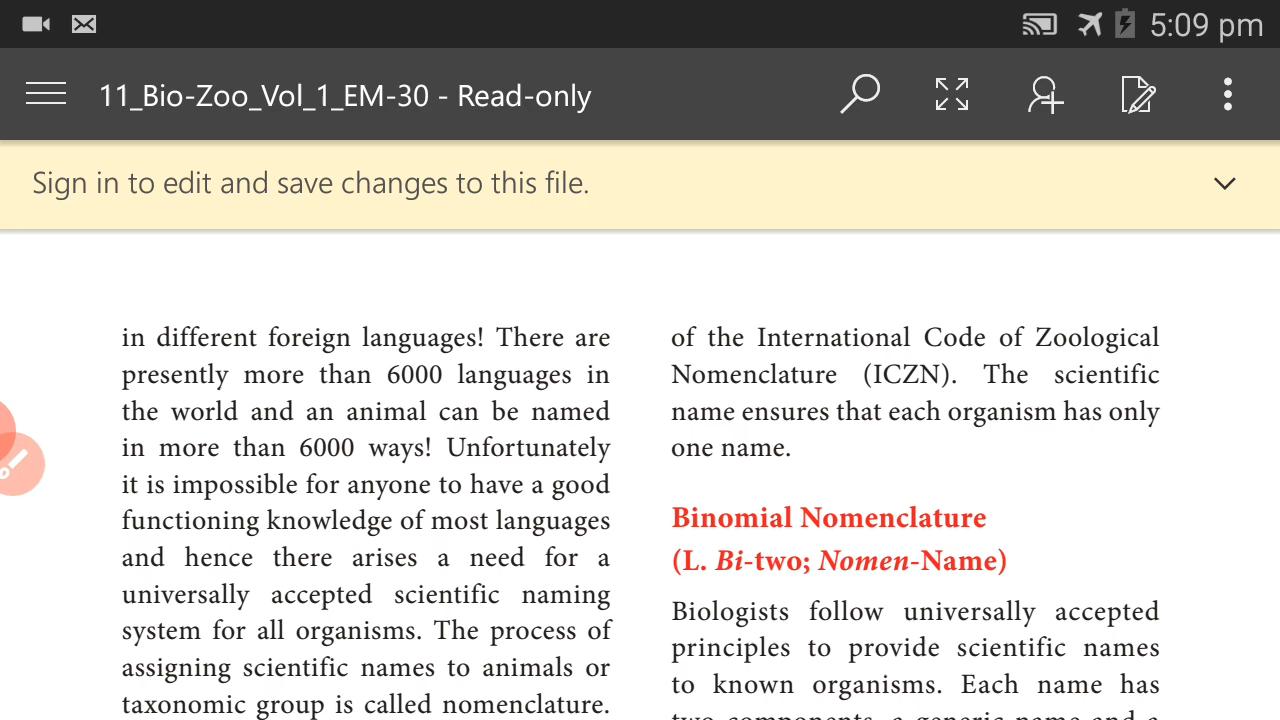 5:09 pm
11_Bio-Zoo_Vol_1_EM-30 - Read-only
Sign in to edit and save changes to this file.
in different foreign languages! There are
presently more than 6000 languages in
the world and an animal can be named
in more than 6000 ways! Unfortunately
it is impossible for anyone to have a good
functioning knowledge of most languages
and hence there arises a need for a
universally accepted scientific naming
system for all organisms. The process of
assigning scientific names to animals or
taxonomic group is called nomenclature.
of the International Code of Zoological
Nomenclature (ICZN). The scientific
name ensures that each organism has only
one name.
Binomial Nomenclature
(L. Bi-two; Nomen-Name)
Biologists follow universally accepted
principles to provide scientific names
to known organisms. Each name has
two components, a generic name and a